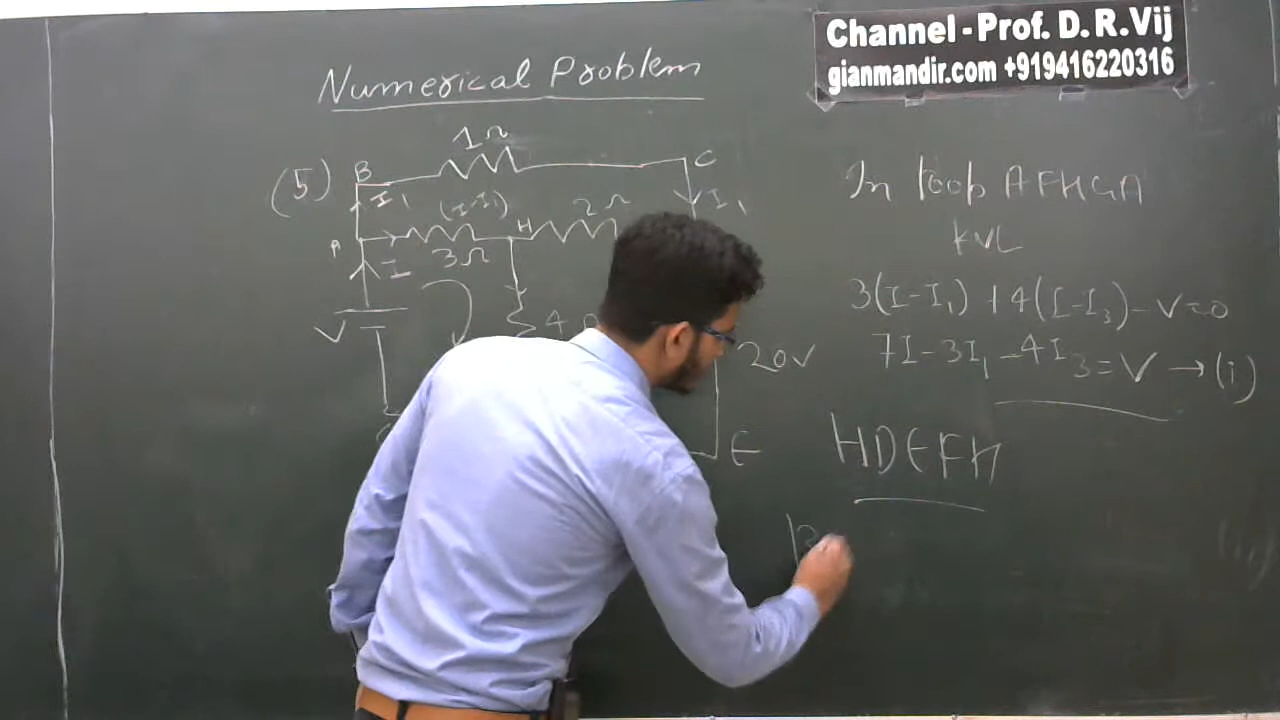 Channel - Prof. D. R. Vij
gianmandir.com +919416220316
Numerical Problem
(5)
1Ω
B
C
I1
(I-I1)
2Ω
I1
A
H
3Ω
I
V
4Ω
20V
E
In loop AFHGA
KVL
3(I-I1) + 4(I-I3) - V = 0
7I - 3I1 - 4I3 = V → (i)
HDEFH